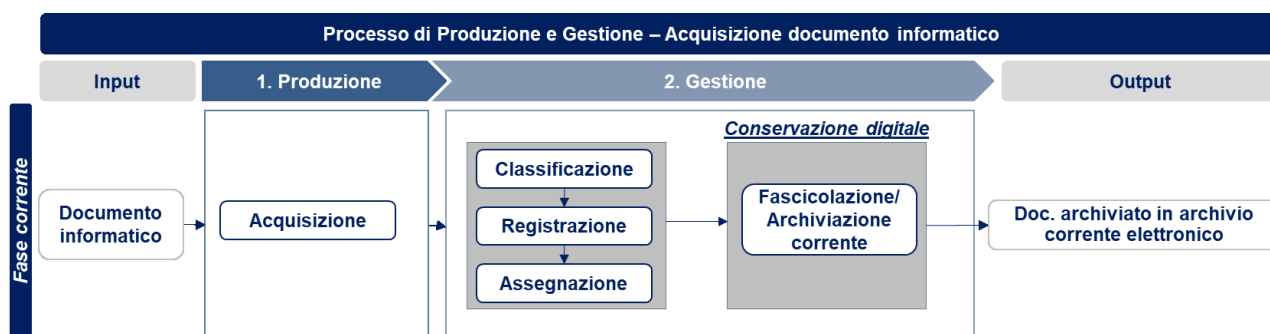 Processo di Produzione e Gestione – Acquisizione documento informatico
Input
1. Produzione
2. Gestione
Output
Fase corrente
Documento
informatico
Acquisizione
Classificazione
Registrazione
Assegnazione
Conservazione digitale
Fascicolazione/
Archiviazione
corrente
Doc. archiviato in archivio
corrente elettronico